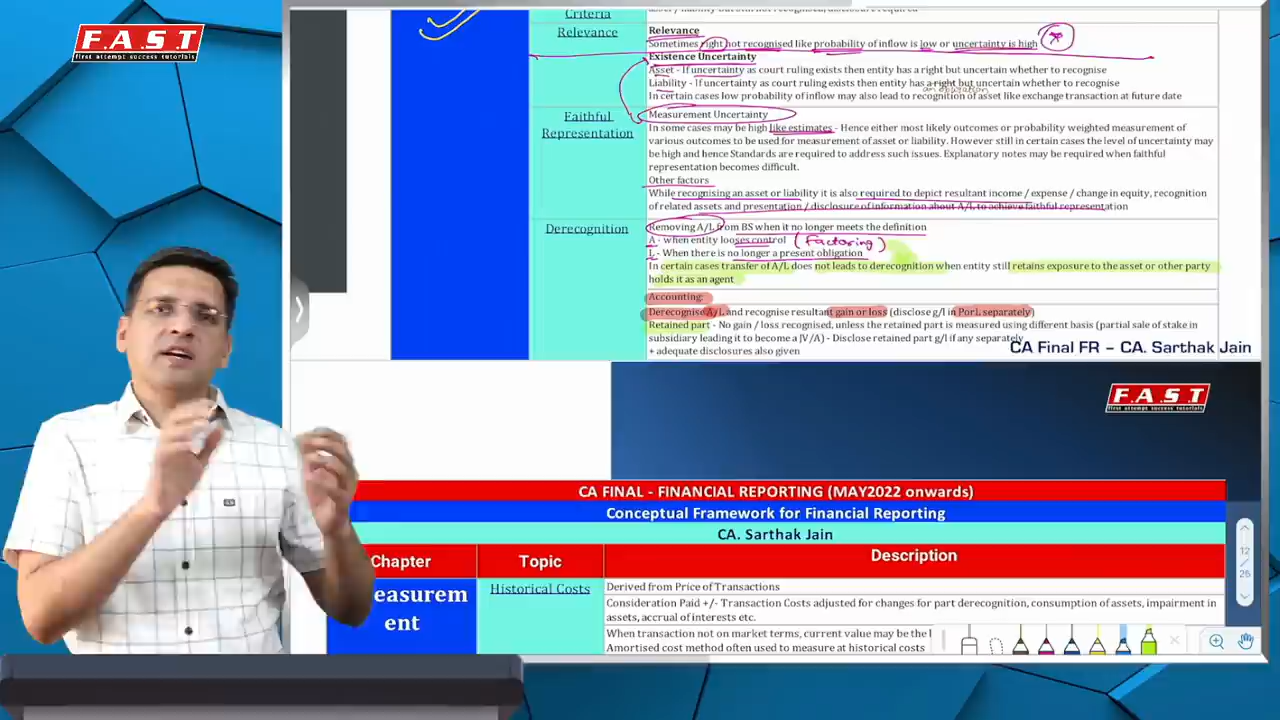 F.A.S.T
first attempt success tutorials
Criteria
Relevance
Relevance
Sometimes right not recognised like probability of inflow is low or uncertainty is high
Existence Uncertainty
Asset - If uncertainty as court ruling exists then entity has a right but uncertain whether to recognise
Liability - If uncertainty as court ruling exists then entity has a right but uncertain whether to recognise
an obligation
In certain cases low probability of inflow may also lead to recognition of asset like exchange transaction at future date
Faithful
Representation
Measurement Uncertainty
In some cases may be high like estimates - Hence either most likely outcomes or probability weighted measurement of
various outcomes to be used for measurement of asset or liability. However still in certain cases the level of uncertainty may
be high and hence Standards are required to address such issues. Explanatory notes may be required when faithful
representation becomes difficult.
Other factors
While recognising an asset or liability it is also required to depict resultant income / expense / change in equity, recognition
of related assets and presentation / disclosure of information about A/L to achieve faithful representation
Derecognition
Removing A/L from BS when it no longer meets the definition
A - when entity looses control (Factoring)
L - When there is no longer a present obligation
In certain cases transfer of A/L does not leads to derecognition when entity still retains exposure to the asset or other party
holds it as an agent
Accounting:
Derecognise A/L and recognise resultant gain or loss (disclose g/l in PorL separately)
Retained part - No gain / loss recognised, unless the retained part is measured using different basis (partial sale of stake in
subsidiary leading it to become a JV/A) - Disclose retained part g/l if any separately
+ adequate disclosures also given
CA Final FR – CA. Sarthak Jain
F.A.S.T
first attempt success tutorials
CA FINAL - FINANCIAL REPORTING (MAY2022 onwards)
Conceptual Framework for Financial Reporting
CA. Sarthak Jain
Chapter Topic Description
easurem
ent
Historical Costs
Derived from Price of Transactions
Consideration Paid +/- Transaction Costs adjusted for changes for part derecognition, consumption of assets, impairment in
assets, accrual of interests etc.
When transaction not on market terms, current value may be the
Amortised cost method often used to measure at historical costs
12
/
25